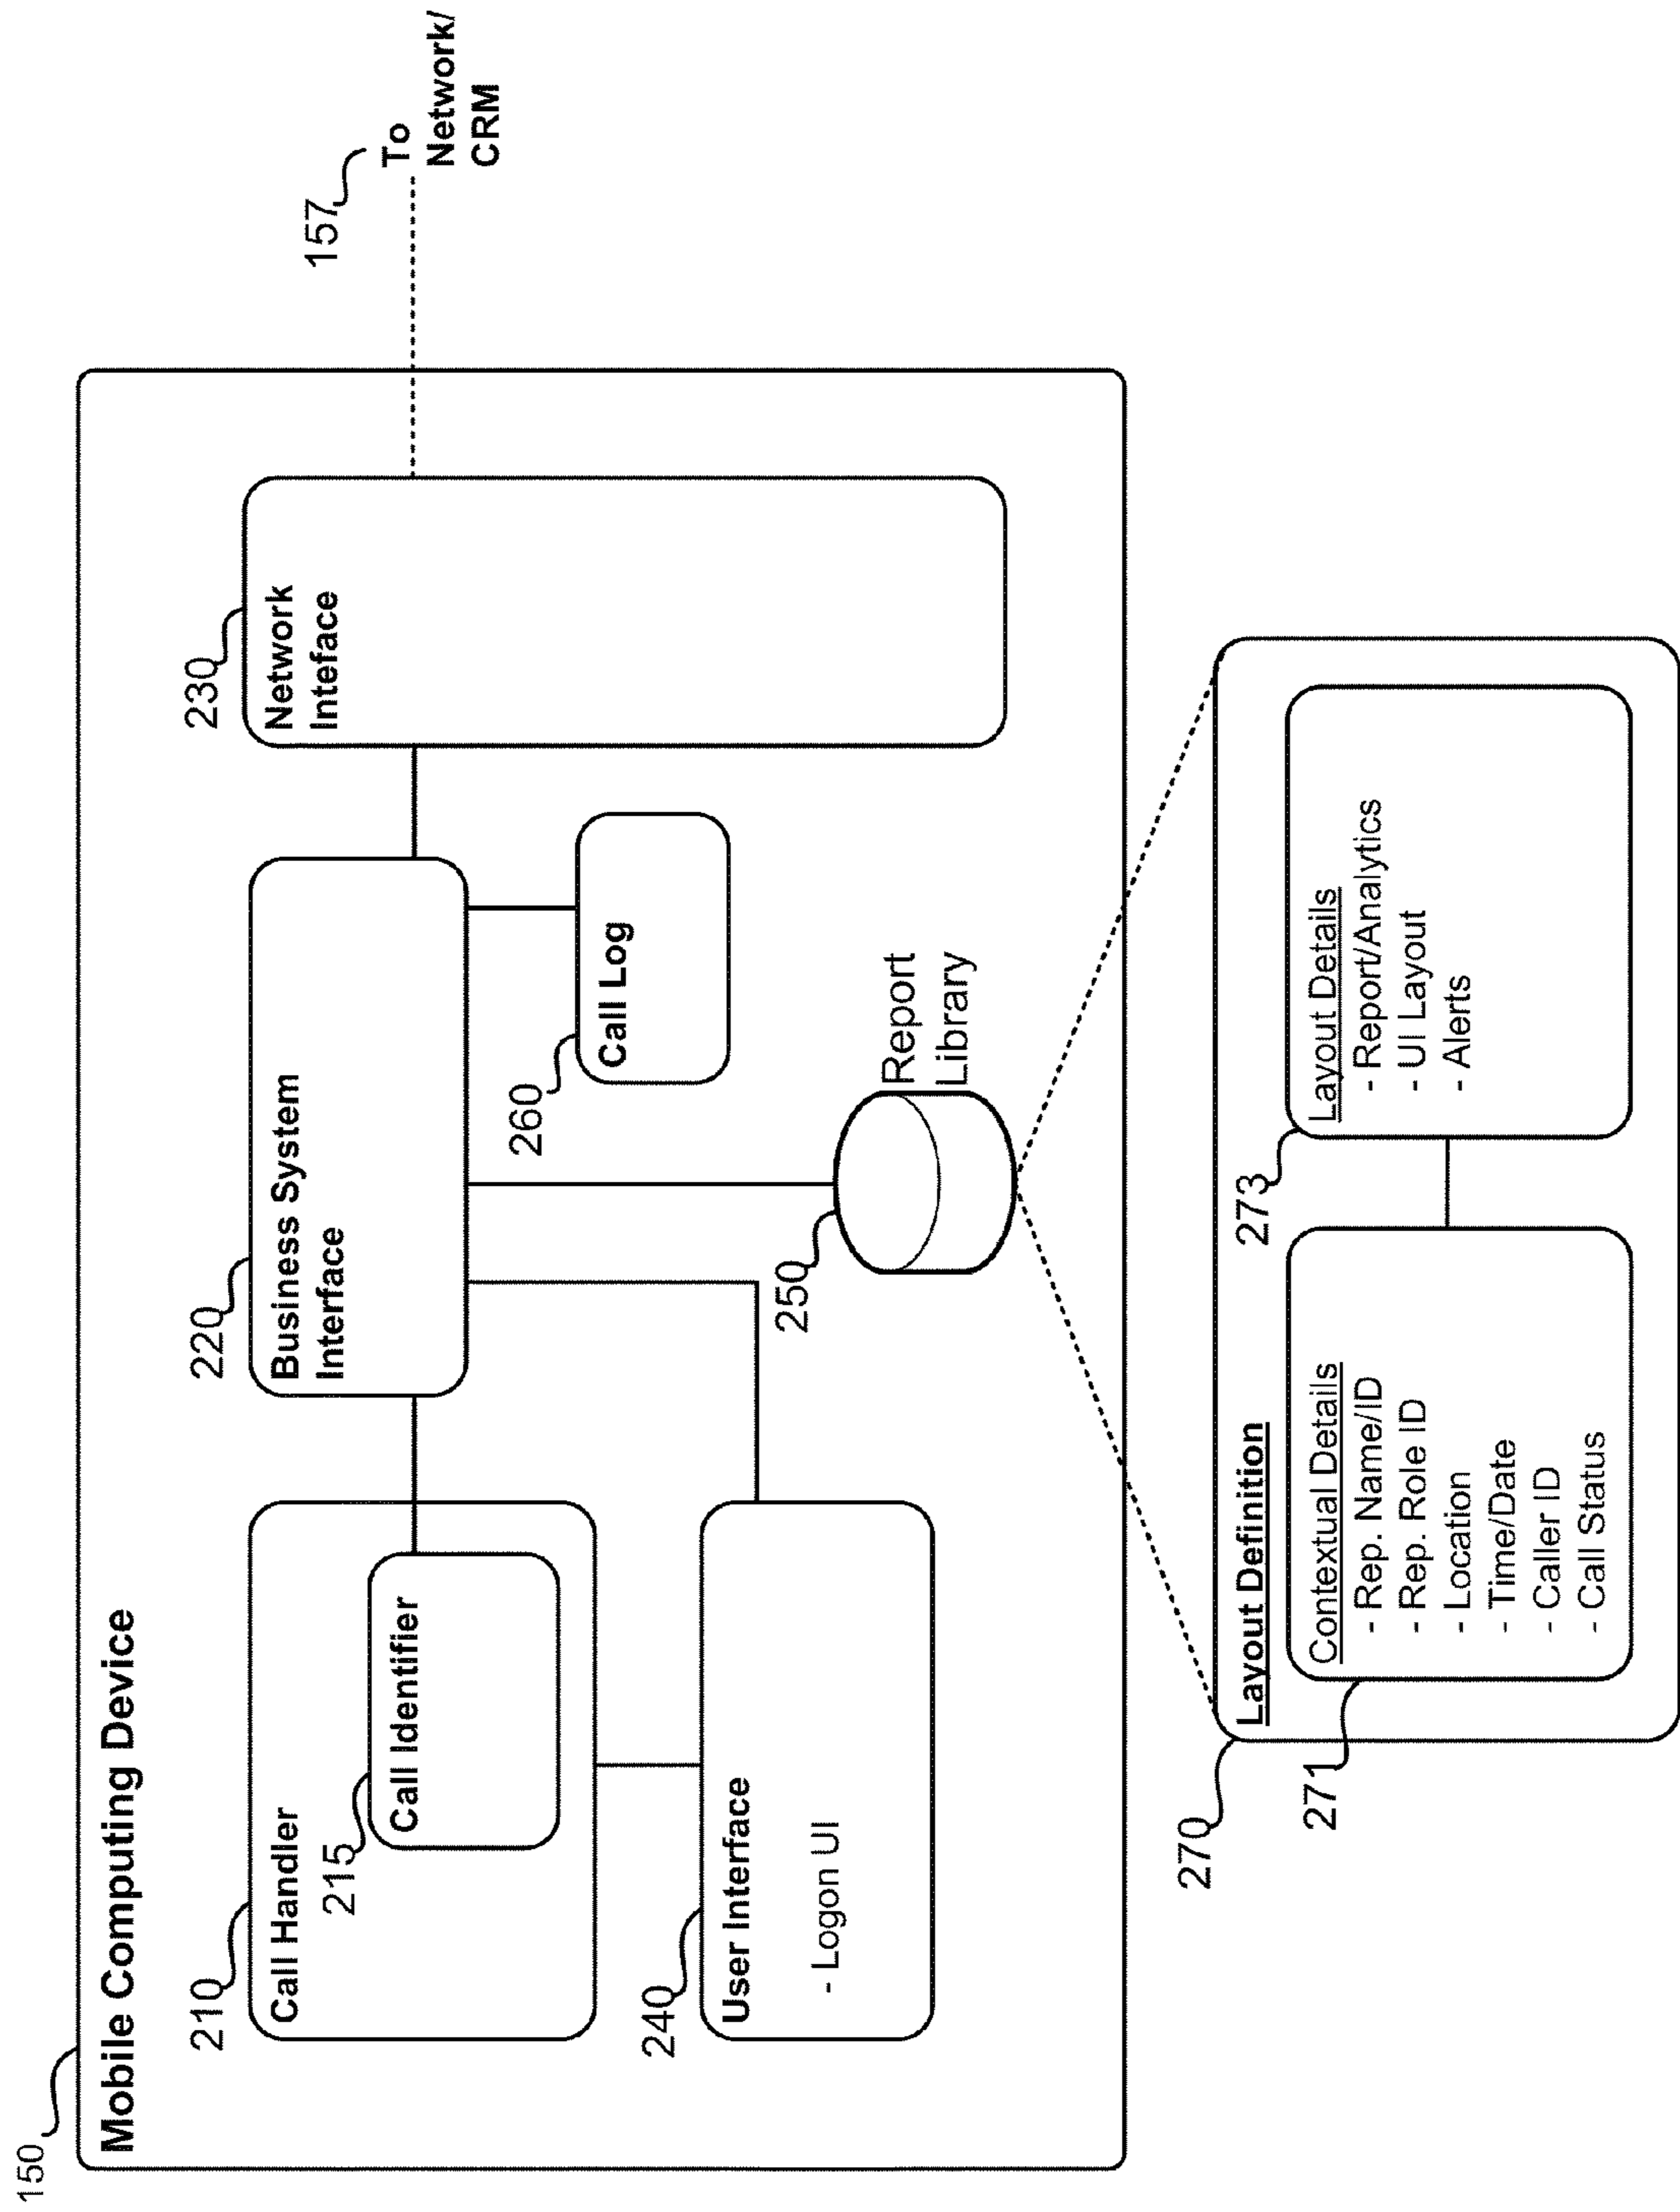 150
Mobile Computing Device
210
Call Handler
215
Call Identifier
220
Business System
Interface
230
Network
Inteface
157
To
Network/
CRM
240
User Interface
- Logon UI
260
Call Log
250
Report
Library
270
Layout Definition
271
Contextual Details
- Rep. Name/ID
- Rep. Role ID
- Location
- Time/Date
- Caller ID
- Call Status
273
Layout Details
- Report/Analytics
- UI Layout
- Alerts